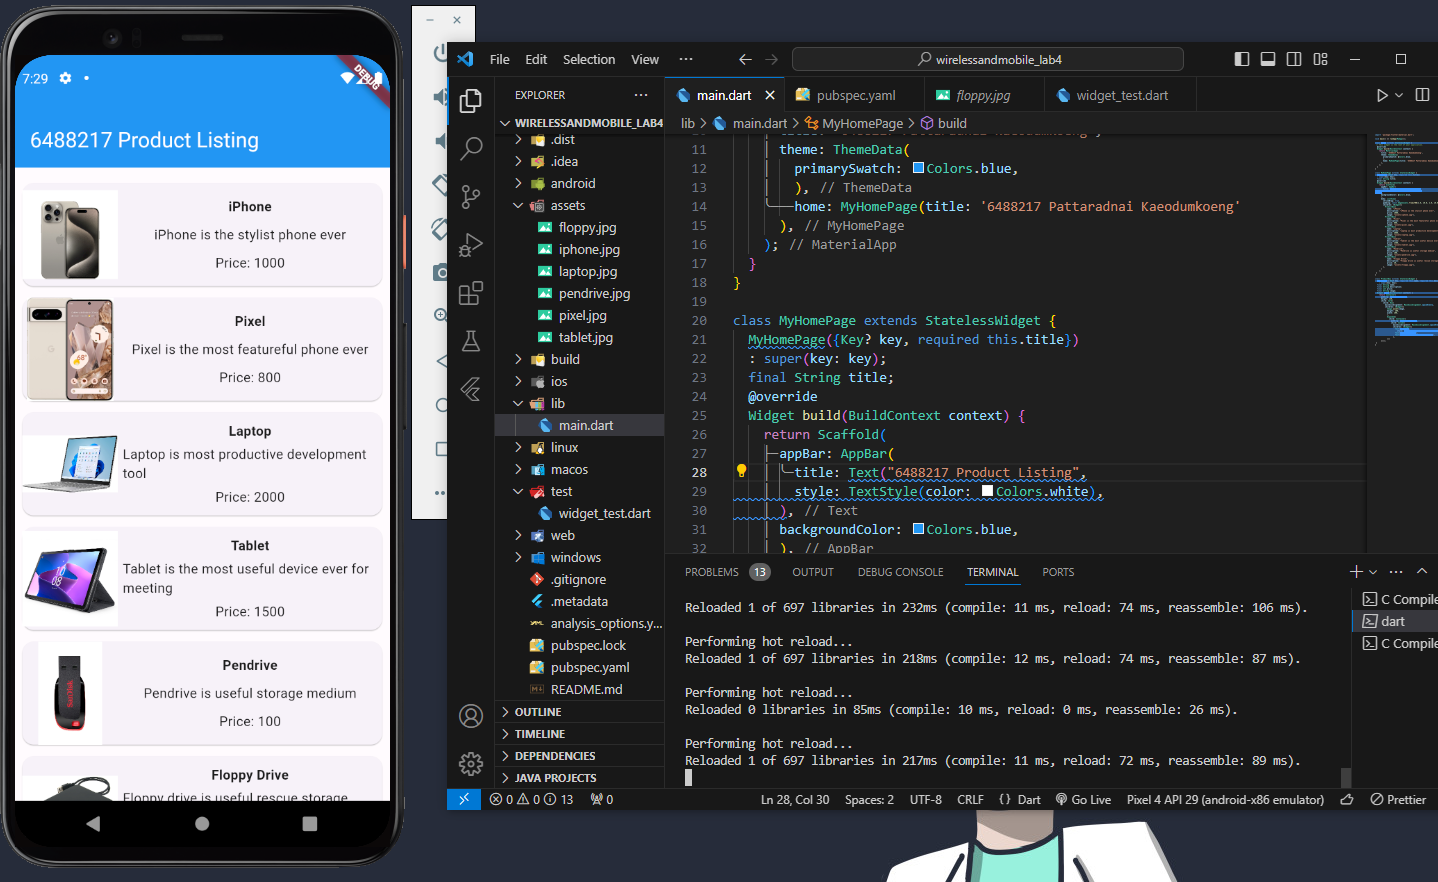 7:29
DEBUG
6488217 Product Listing
iPhone
iPhone is the stylist phone ever
Price: 1000
Pixel
Pixel is the most featureful phone ever
Price: 800
Laptop
Laptop is most productive development
tool
Price: 2000
Tablet
Tablet is the most useful device ever for
meeting
Price: 1500
SanDisk
Pendrive
Pendrive is useful storage medium
Price: 100
Floppy Drive
Floppy drive is useful rescue storage
File Edit Selection View ···
wirelessandmobile_lab4
EXPLORER ···
WIRELESSANDMOBILE_LAB4
.dist
.idea
android
assets
floppy.jpg
iphone.jpg
laptop.jpg
pendrive.jpg
pixel.jpg
tablet.jpg
build
ios
lib
main.dart
linux
macos
test
widget_test.dart
web
windows
.gitignore
.metadata
analysis_options.y...
pubspec.lock
pubspec.yaml
README.md
OUTLINE
TIMELINE
DEPENDENCIES
JAVA PROJECTS
main.dart pubspec.yaml floppy.jpg widget_test.dart
lib > main.dart > MyHomePage > build
11 theme: ThemeData(
12 primarySwatch: Colors.blue,
13 ), // ThemeData
14 home: MyHomePage(title: '6488217 Pattaradnai Kaeodumkoeng'
15 ), // MyHomePage
16 ); // MaterialApp
17 }
18 }
19
20 class MyHomePage extends StatelessWidget {
21 MyHomePage({Key? key, required this.title})
22 : super(key: key);
23 final String title;
24 @override
25 Widget build(BuildContext context) {
26 return Scaffold(
27 appBar: AppBar(
28 title: Text("6488217 Product Listing",
29 style: TextStyle(color: Colors.white),
30 ), // Text
31 backgroundColor: Colors.blue,
32 ), // AppBar
PROBLEMS 13 OUTPUT DEBUG CONSOLE TERMINAL PORTS
Reloaded 1 of 697 libraries in 232ms (compile: 11 ms, reload: 74 ms, reassemble: 106 ms).
Performing hot reload...
Reloaded 1 of 697 libraries in 218ms (compile: 12 ms, reload: 74 ms, reassemble: 87 ms).
Performing hot reload...
Reloaded 0 libraries in 85ms (compile: 10 ms, reload: 0 ms, reassemble: 26 ms).
Performing hot reload...
Reloaded 1 of 697 libraries in 217ms (compile: 11 ms, reload: 72 ms, reassemble: 89 ms).
C Compile
dart
C Compile
0 0 13 0 Ln 28, Col 30 Spaces: 2 UTF-8 CRLF {} Dart Go Live Pixel 4 API 29 (android-x86 emulator) Prettier